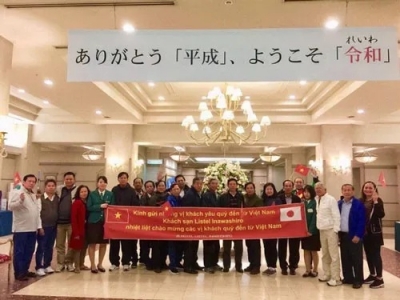 れいわ
ありがとう「平成」、ようこそ「令和」
Kính gửi những vị khách yêu quý đến từ Việt Nam
Khách sạn Listel Inawashiro
nhiệt liệt chào mừng các vị khách quý đến từ Việt Nam